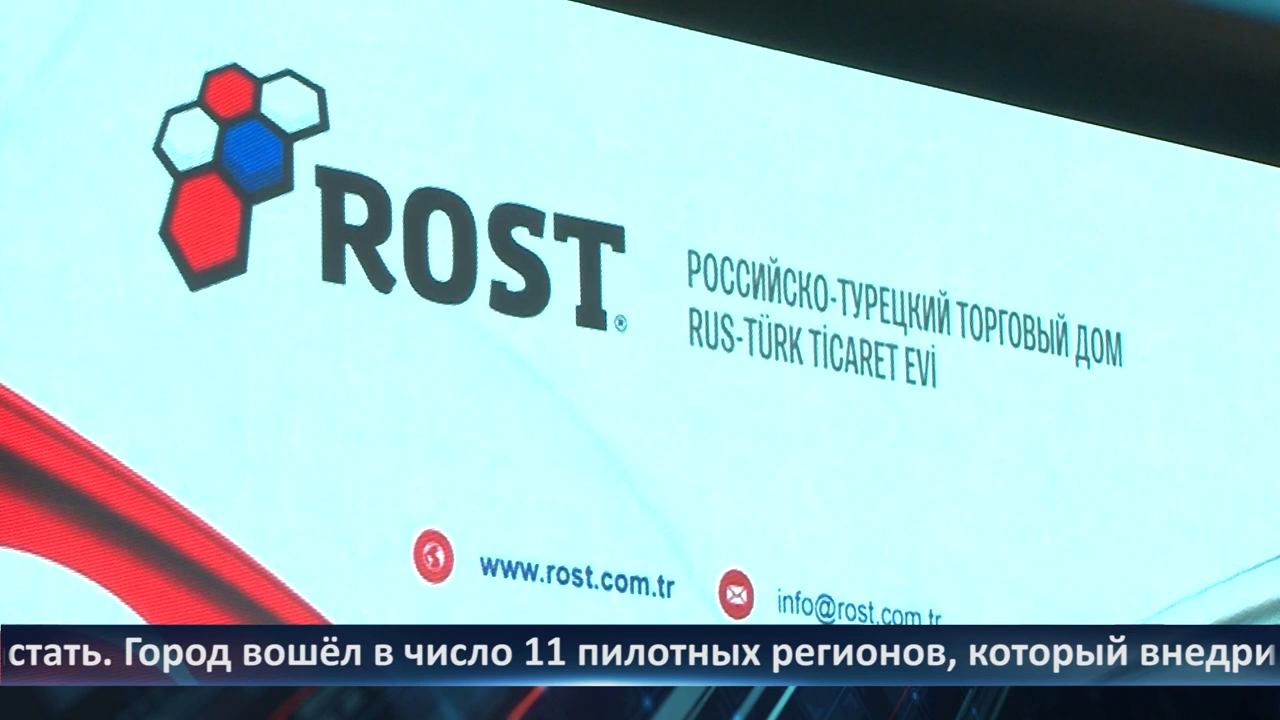 ROST®
РОССИЙСКО-ТУРЕЦКИЙ ТОРГОВЫЙ ДОМ
RUS-TÜRK TİCARET EVİ
www.rost.com.tr
info@rost.com.tr
стать. Город вошёл в число 11 пилотных регионов, который внедри